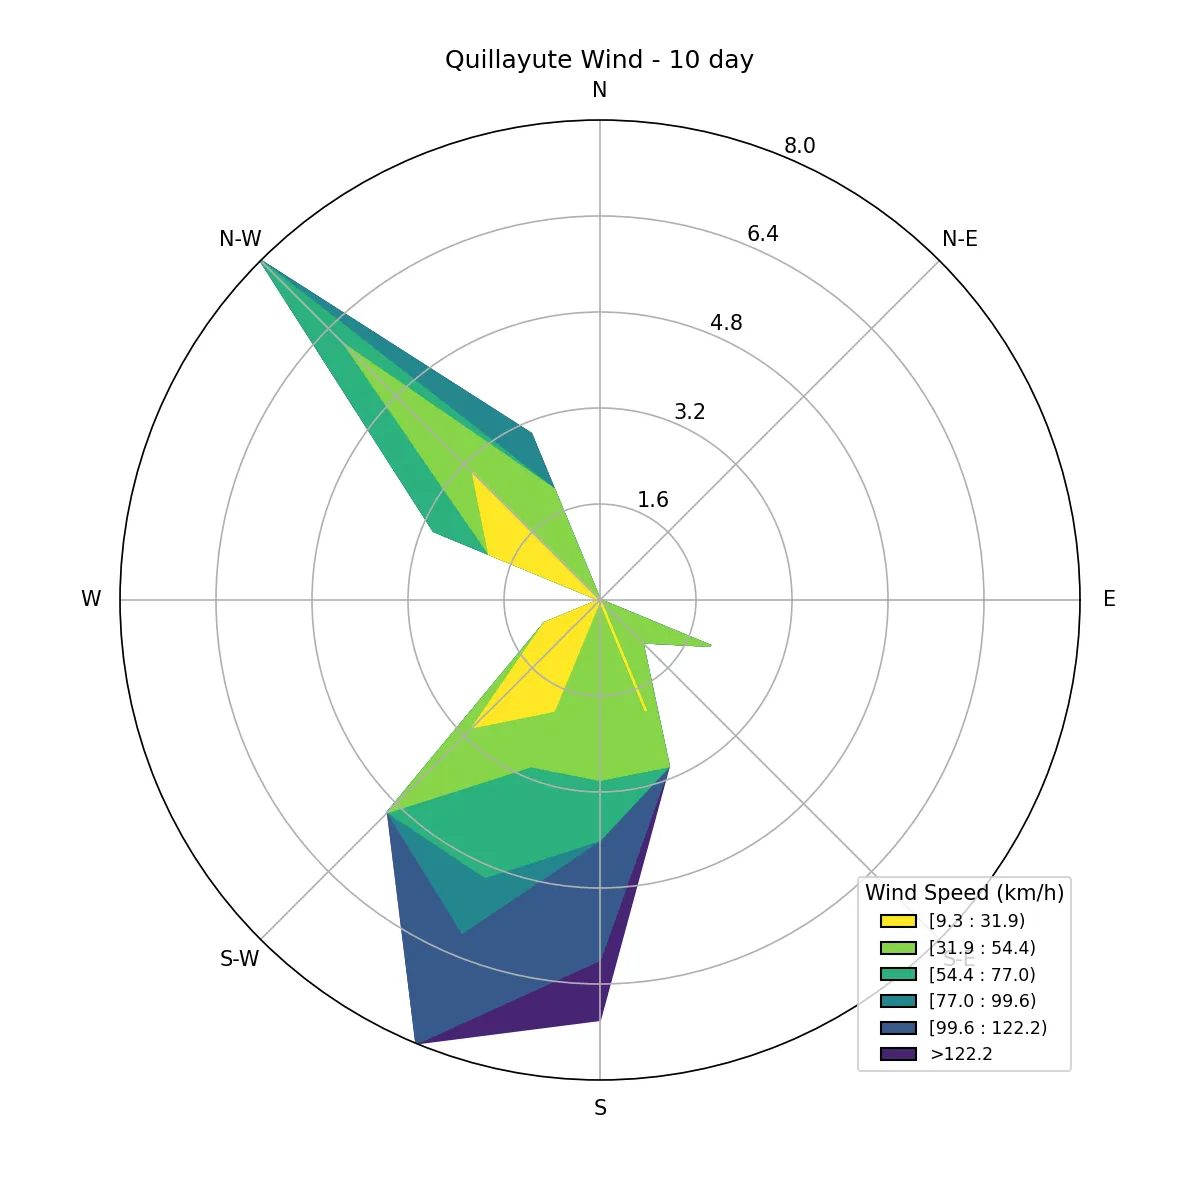 Quillayute Wind - 10 day
N
8.0
N-W
6.4
N-E
4.8
3.2
1.6
W
E
Wind Speed (km/h)
[9.3 : 31.9)
[31.9 : 54.4)
S-W
S-E
[54.4 : 77.0)
[77.0 : 99.6)
[99.6 : 122.2)
>122.2
S